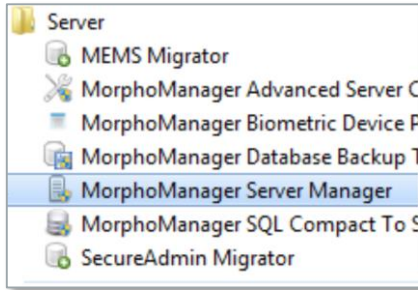 Server
MEMS Migrator
MorphoManager Advanced Server
MorphoManager Biometric Device
MorphoManager Database Backup
MorphoManager Server Manager
MorphoManager SQL Compact To
SecureAdmin Migrator